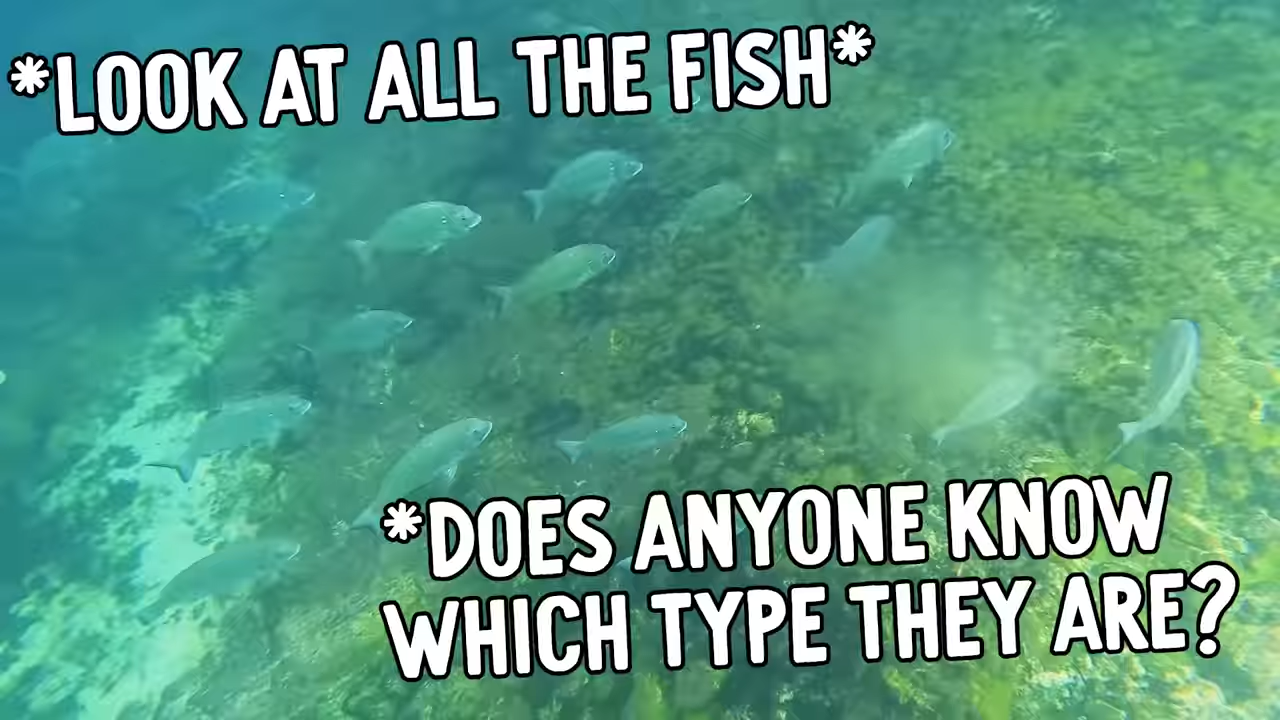 *LOOK AT ALL THE FISH*
*DOES ANYONE KNOW
WHICH TYPE THEY ARE?